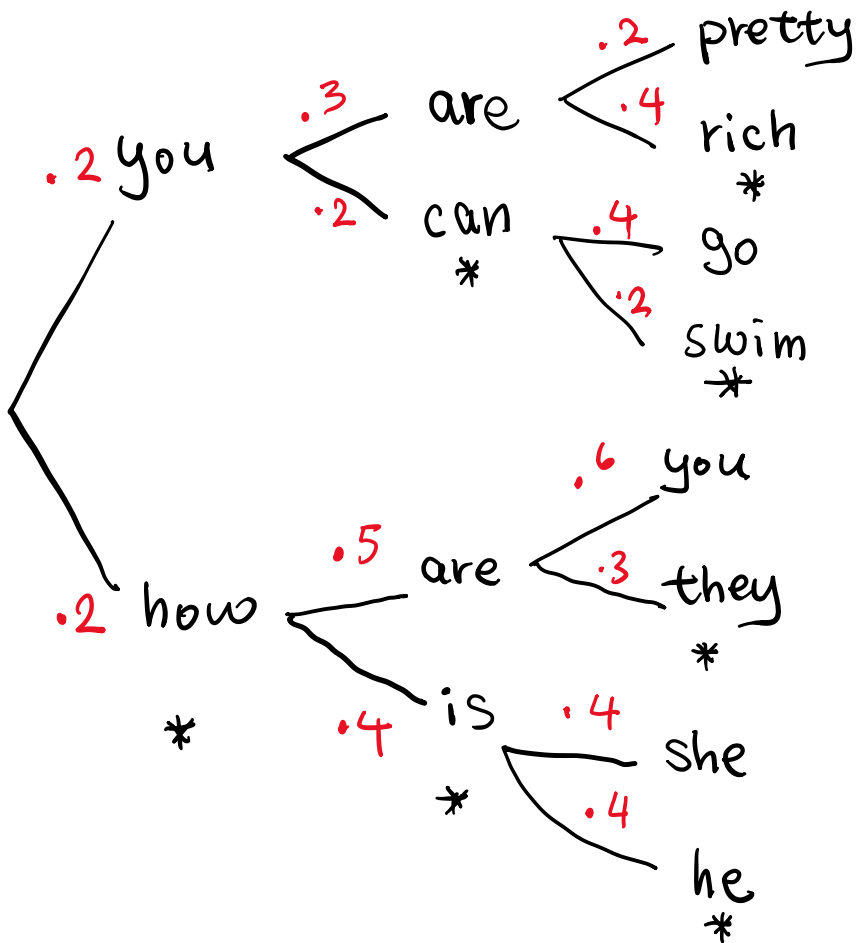 .2 pretty
.3 are
.4 rich
*
.2 you
.2 can
*
.4 go
.2 swim
*
.6 you
.5 are
.3 they
*
.2 how
*
.4 is
*
.4 she
.4 he
*